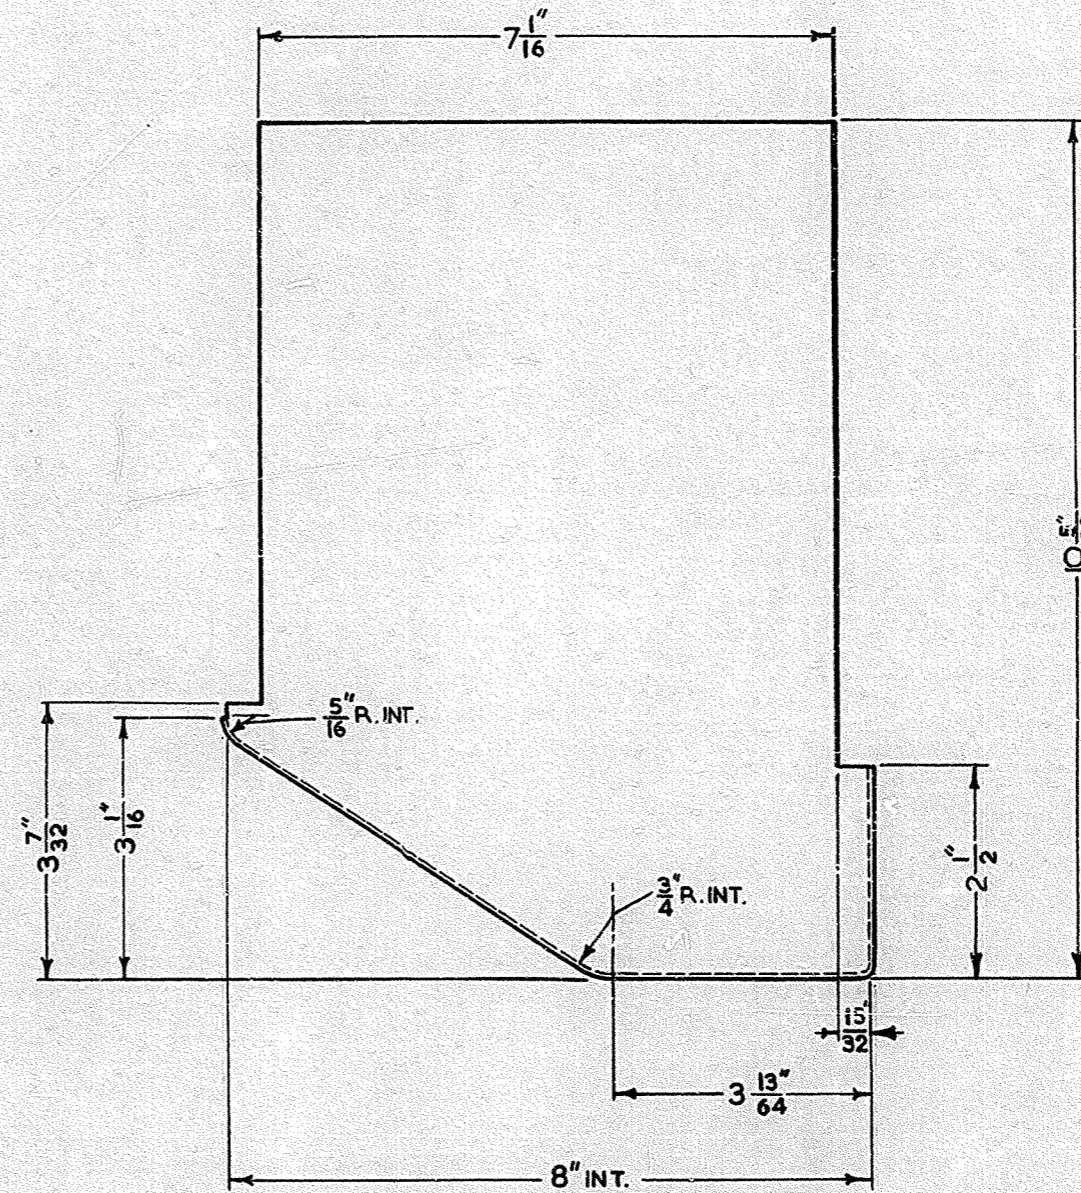 7 1/16"
5/16" R. INT.
3 7/32"
3 1/16"
3/4" R. INT.
2 1/2"
15/32"
3 13/64"
8" INT.